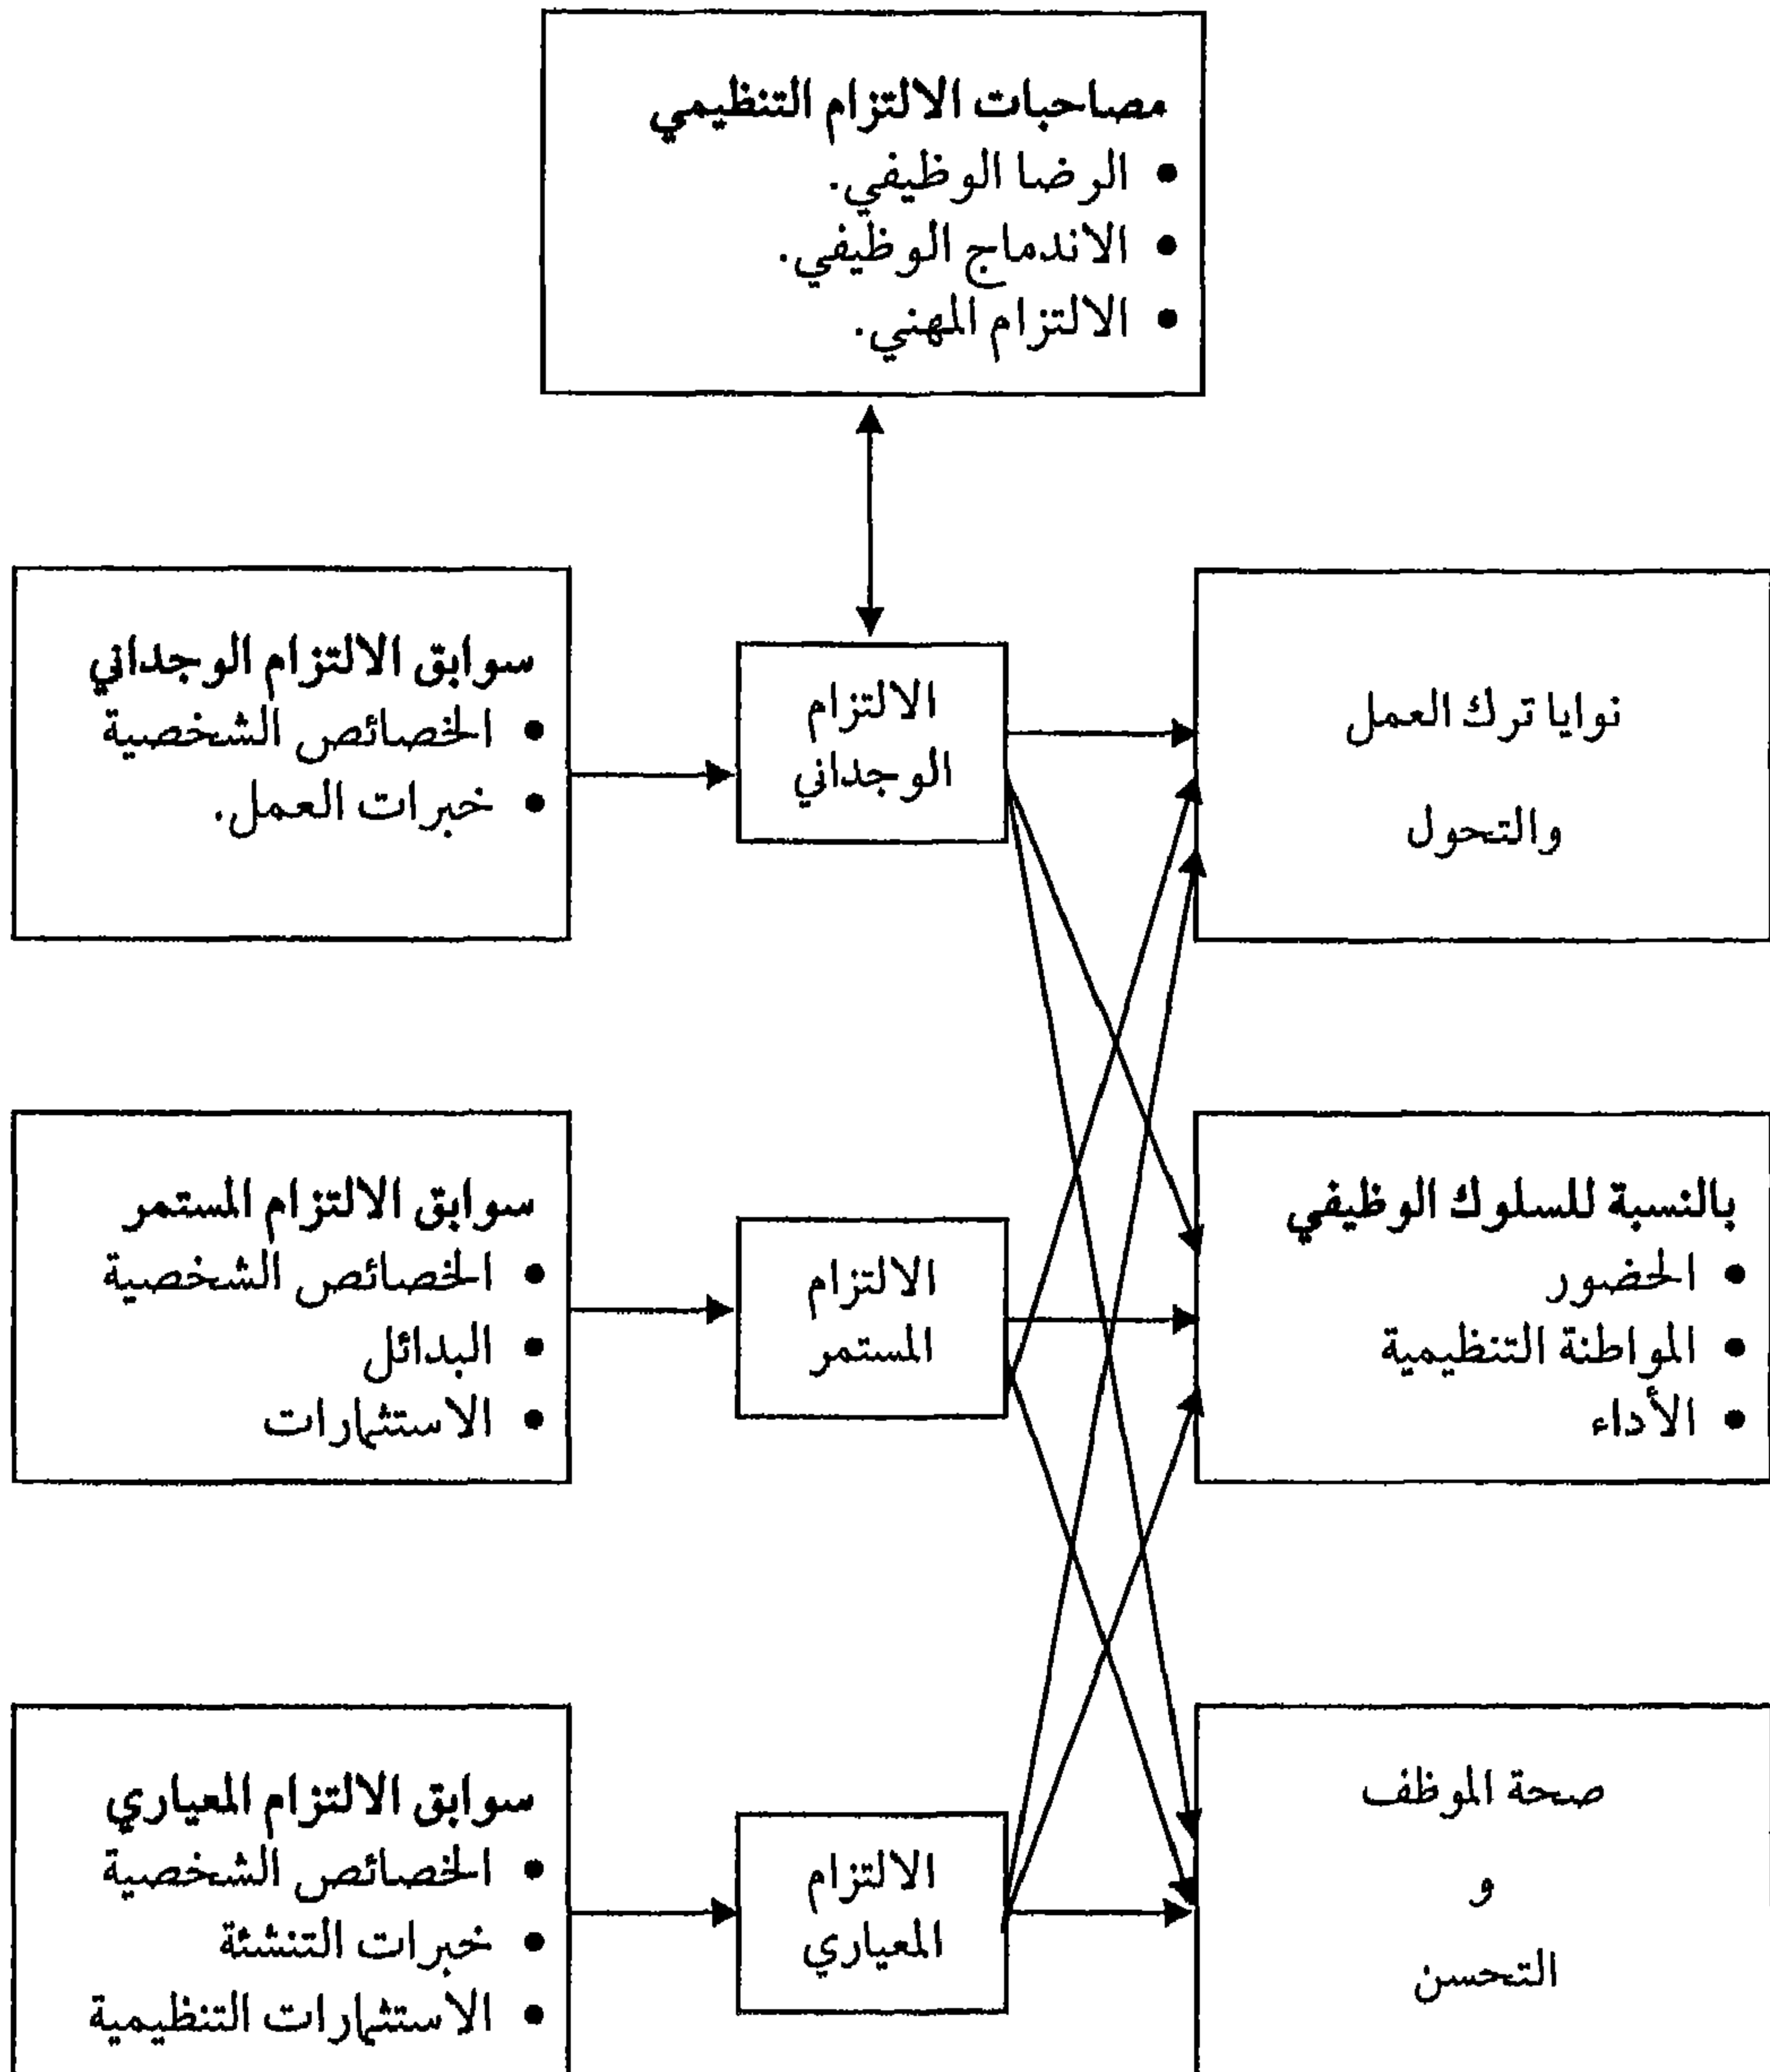 مصاحبات الالتزام التنظيمي
• الرضا الوظيفي.
• الاندماج الوظيفي.
• الالتزام المهني.
سوابق الالتزام الوجداني
• الخصائص الشخصية
• خبرات العمل.
الالتزام
الوجداني
نوايا ترك العمل
والتحول
سوابق الالتزام المستمر
• الخصائص الشخصية
• البدائل
• الاستثمارات
الالتزام
المستمر
بالنسبة للسلوك الوظيفي
• الحضور
• المواطنة التنظيمية
• الأداء
سوابق الالتزام المعياري
• الخصائص الشخصية
• خبرات التنشئة
• الاستثمارات التنظيمية
الالتزام
المعياري
صحة الموظف
و
التحسن